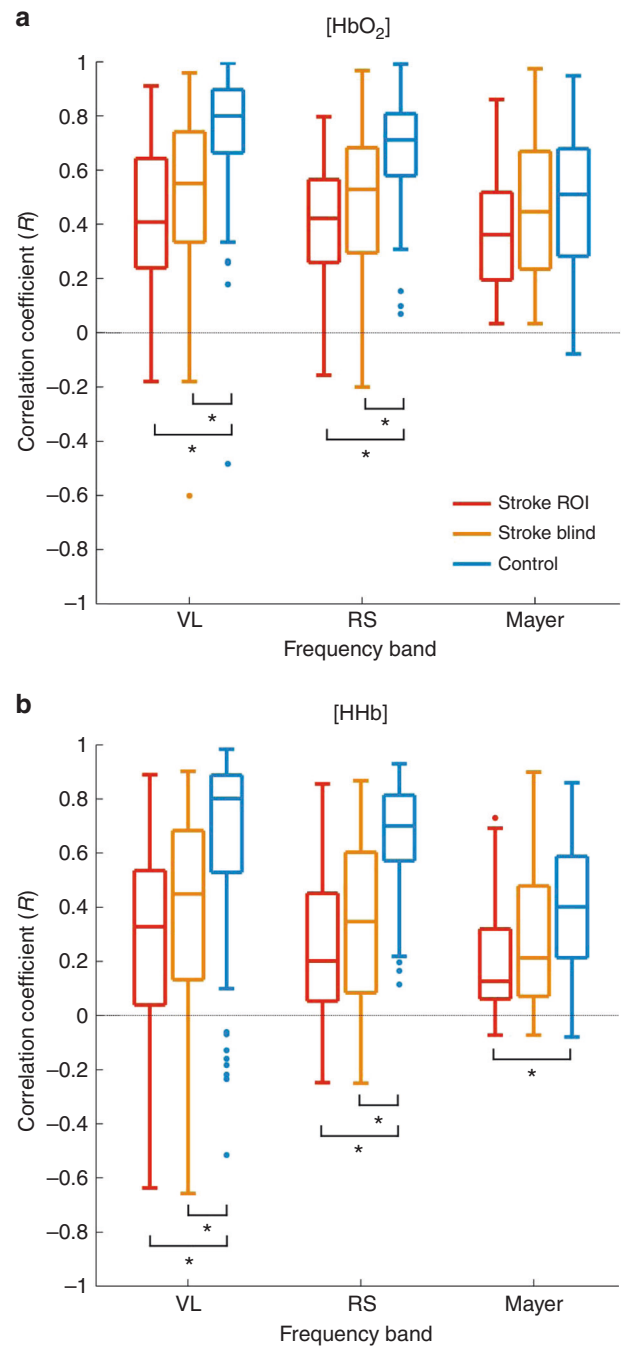 a
[HbO₂]
Correlation coefficient (R)
1
0.8
0.6
0.4
0.2
0
−0.2
−0.4
−0.6
−0.8
−1
*
*
*
*
Stroke ROI
Stroke blind
Control
VL RS Mayer
Frequency band
b
[HHb]
Correlation coefficient (R)
1
0.8
0.6
0.4
0.2
0
−0.2
−0.4
−0.6
−0.8
−1
*
*
*
*
*
VL RS Mayer
Frequency band